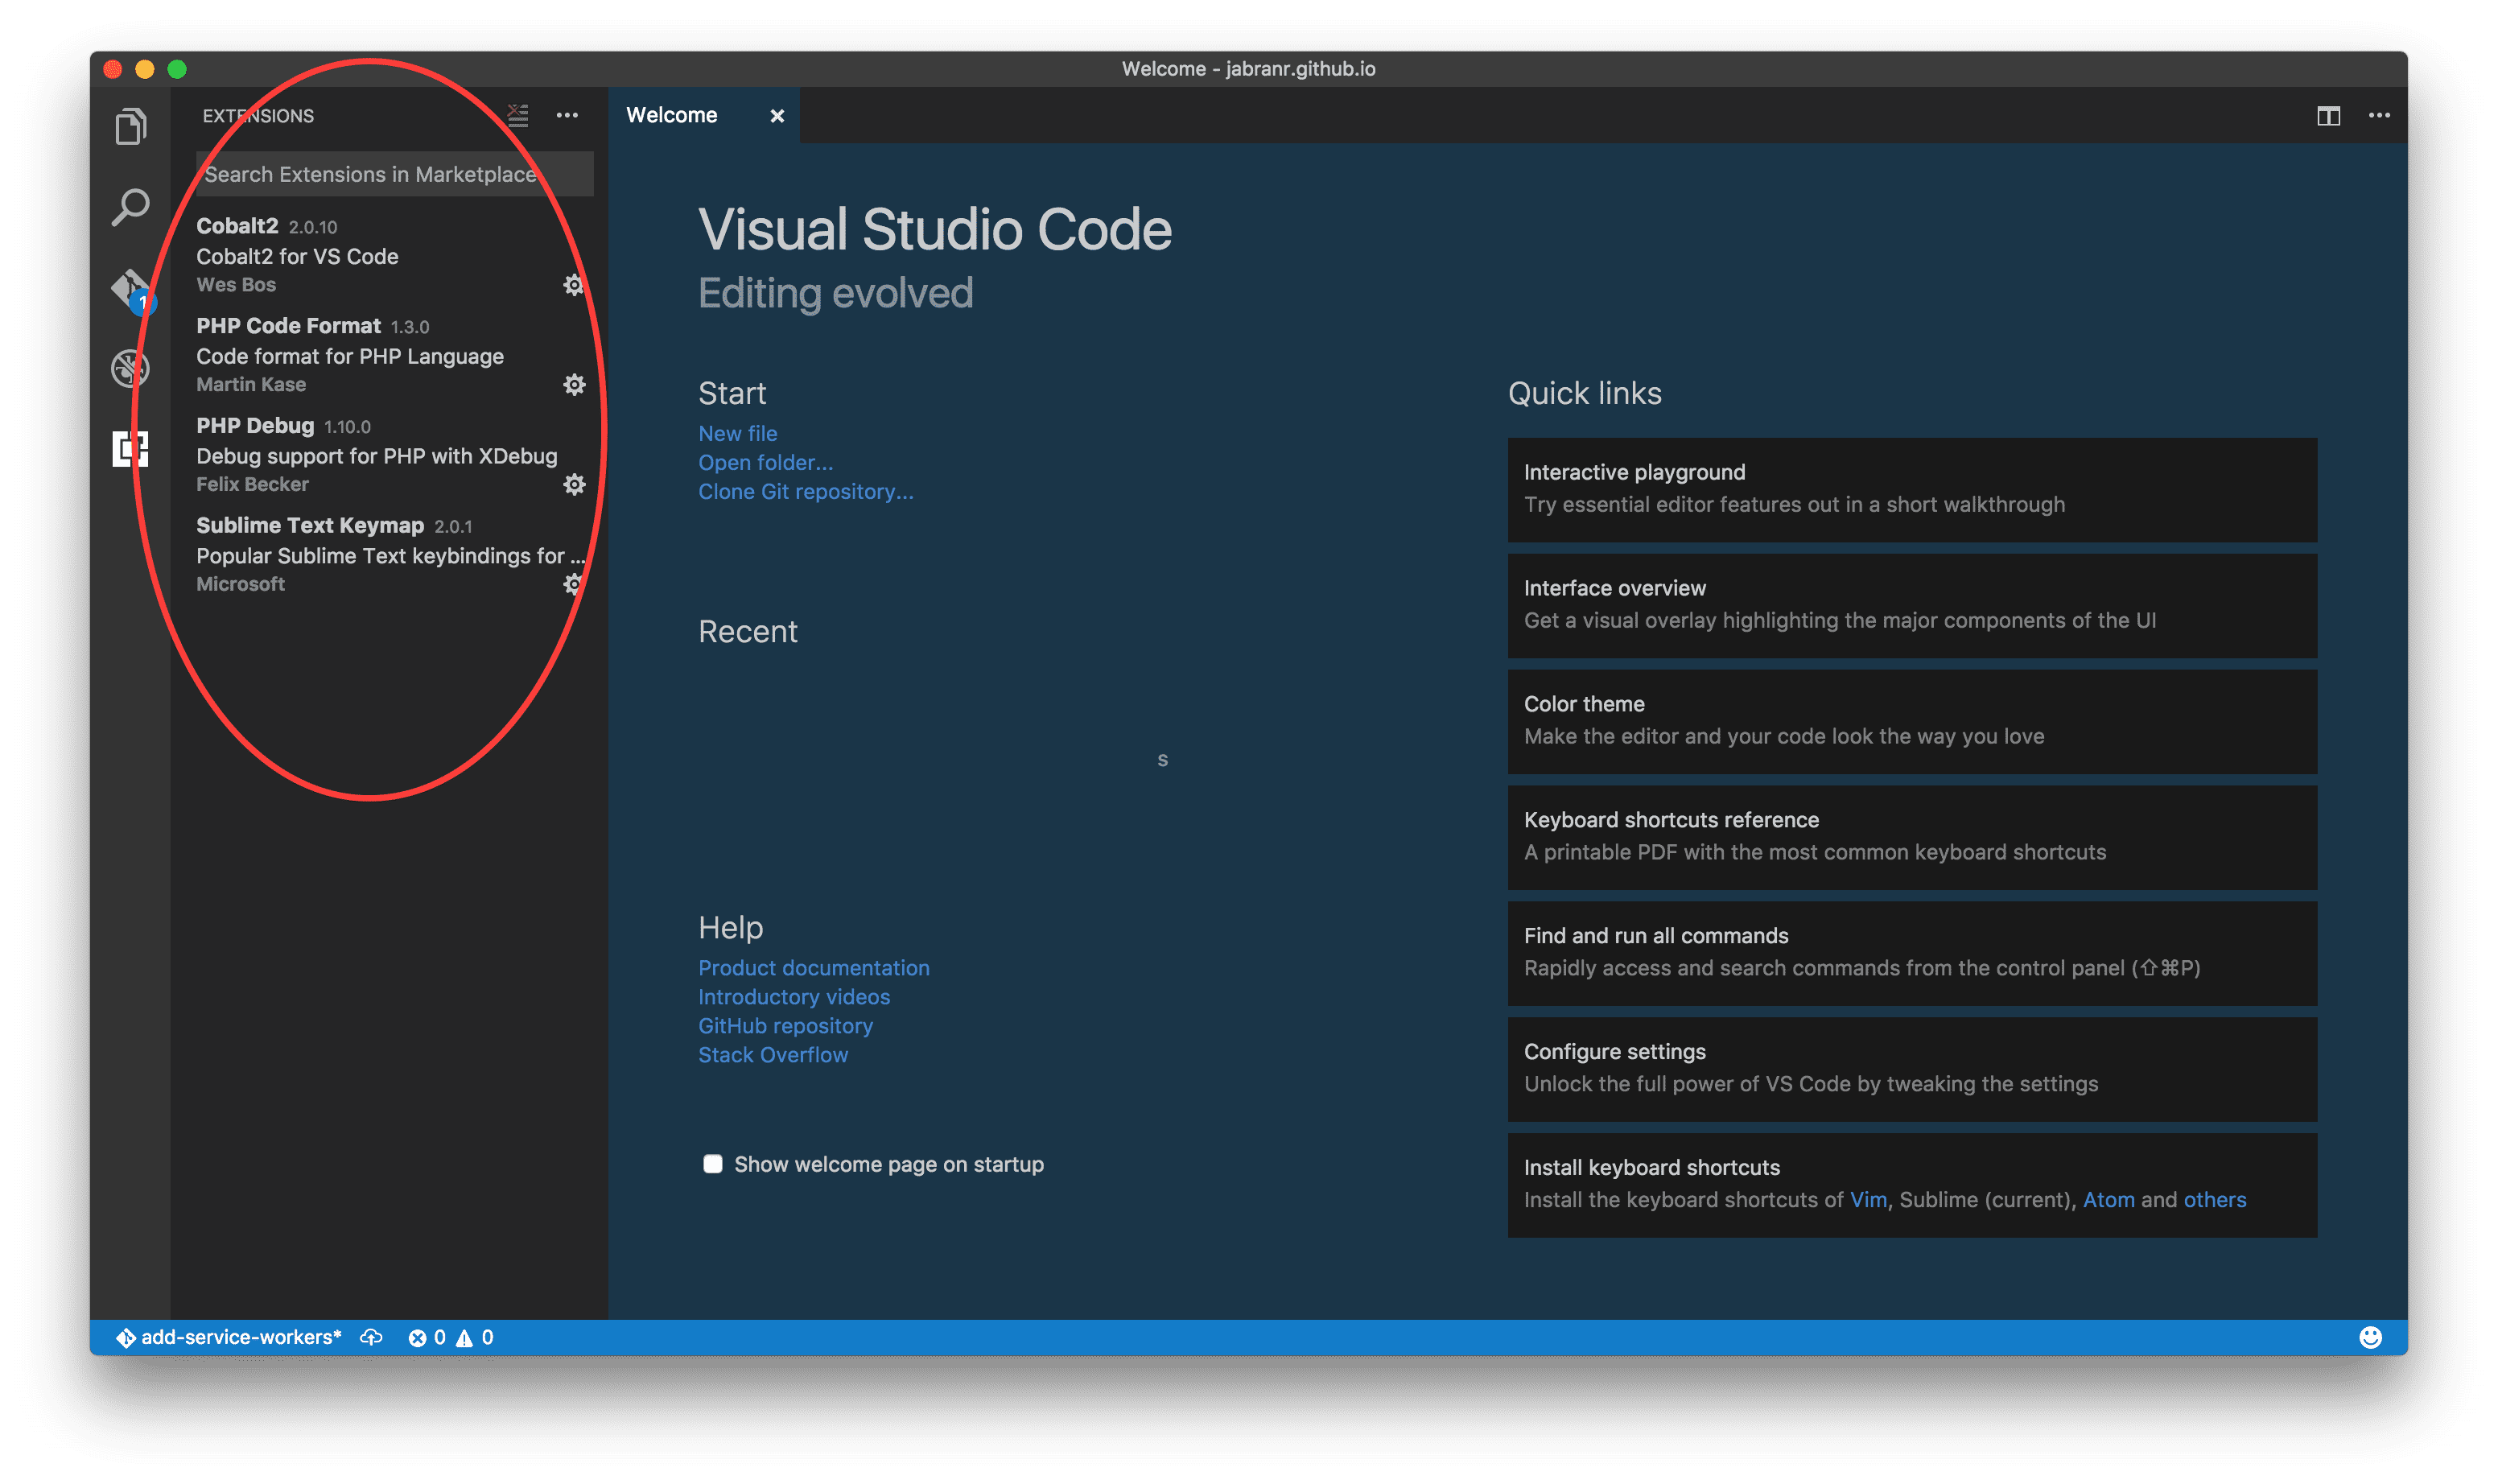 Welcome - jabranr.github.io
EXTENSIONS
Search Extensions in Marketplace
Cobalt2 2.0.10
Cobalt2 for VS Code
Wes Bos
1
PHP Code Format 1.3.0
Code format for PHP Language
Martin Kase
PHP Debug 1.10.0
Debug support for PHP with XDebug
Felix Becker
Sublime Text Keymap 2.0.1
Popular Sublime Text keybindings for ...
Microsoft
Welcome
Visual Studio Code
Editing evolved
Start
New file
Open folder...
Clone Git repository...
Recent
s
Help
Product documentation
Introductory videos
GitHub repository
Stack Overflow
Show welcome page on startup
Quick links
Interactive playground
Try essential editor features out in a short walkthrough
Interface overview
Get a visual overlay highlighting the major components of the UI
Color theme
Make the editor and your code look the way you love
Keyboard shortcuts reference
A printable PDF with the most common keyboard shortcuts
Find and run all commands
Rapidly access and search commands from the control panel (⇧⌘P)
Configure settings
Unlock the full power of VS Code by tweaking the settings
Install keyboard shortcuts
Install the keyboard shortcuts of Vim, Sublime (current), Atom and others
add-service-workers* 0 0